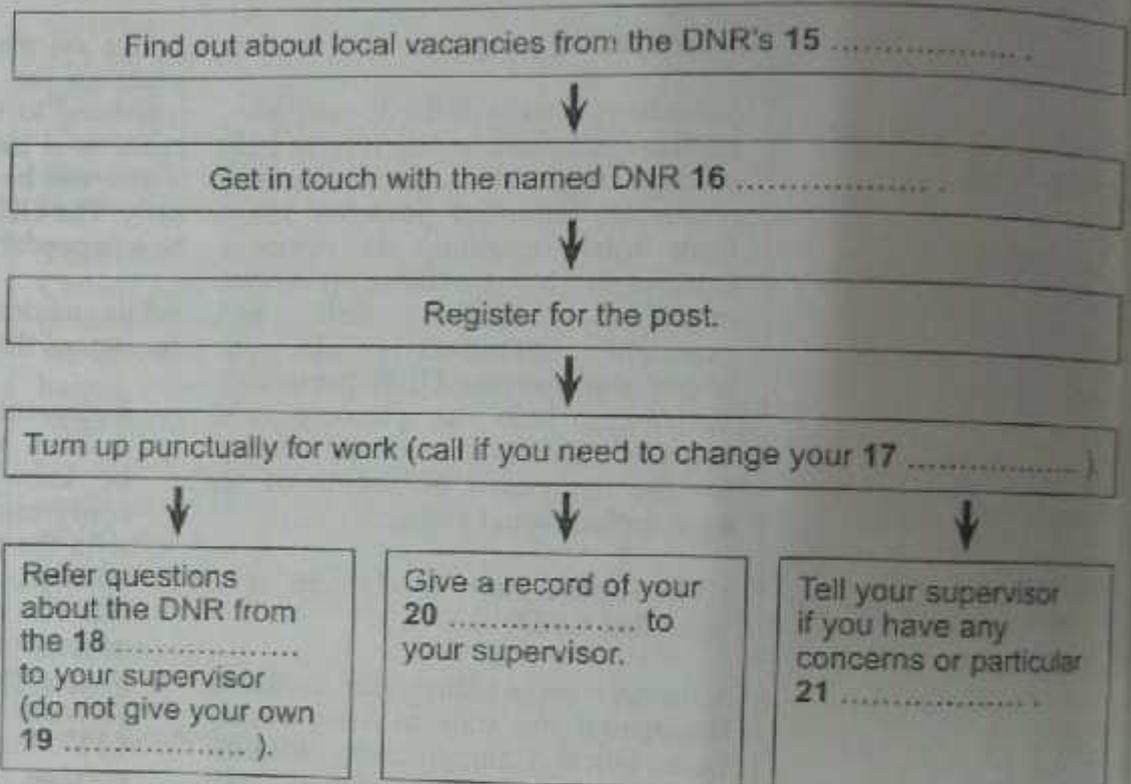 Find out about local vacancies from the DNR's 15 .................... .
Get in touch with the named DNR 16 .................... .
Register for the post.
Turn up punctually for work (call if you need to change your 17 .................... ).
Refer questions
about the DNR from
the 18 ....................
to your supervisor
(do not give your own
19 .................... ).
Give a record of your
20 .................... to
your supervisor.
Tell your supervisor
if you have any
concerns or particular
21 .................... .